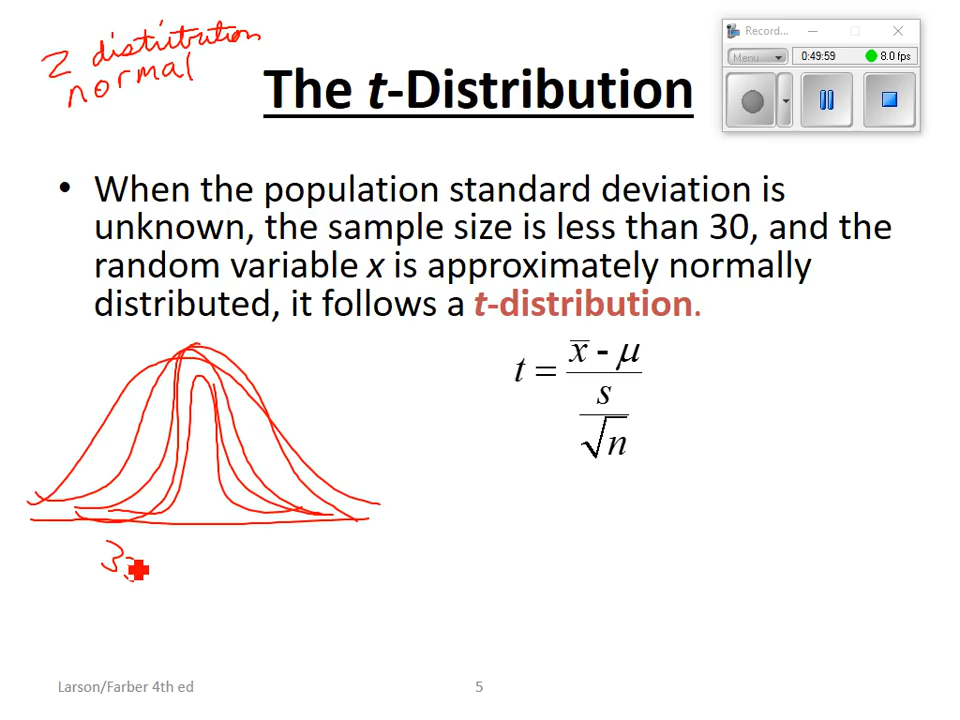 z distribution
normal
The t-Distribution
Record...
Menu
0:49:59
8.0 fps
• When the population standard deviation is
unknown, the sample size is less than 30, and the
random variable x is approximately normally
distributed, it follows a t-distribution.
t = (x̄ - μ) / (s / √n)
Larson/Farber 4th ed
5